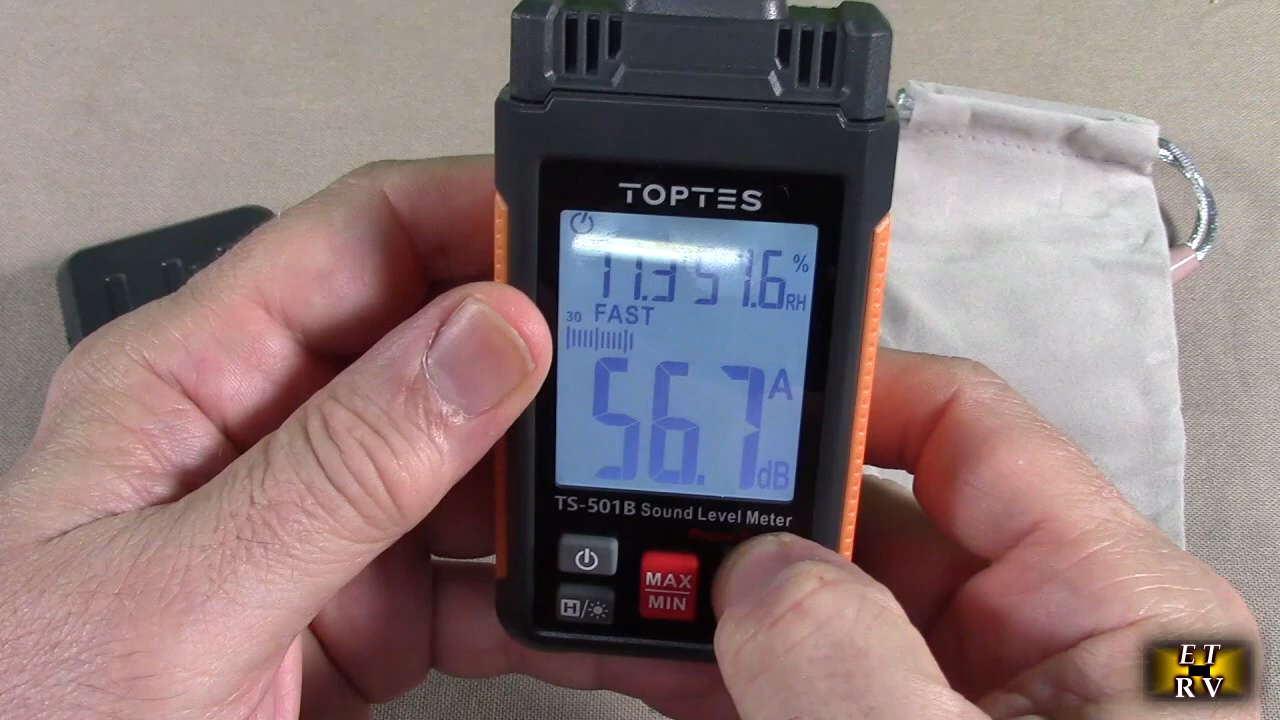 TOPTES
51.6 %
RH
30 FAST
56.7 A
dB
TS-501B Sound Level Meter
MAX
MIN
H/
ET
RV